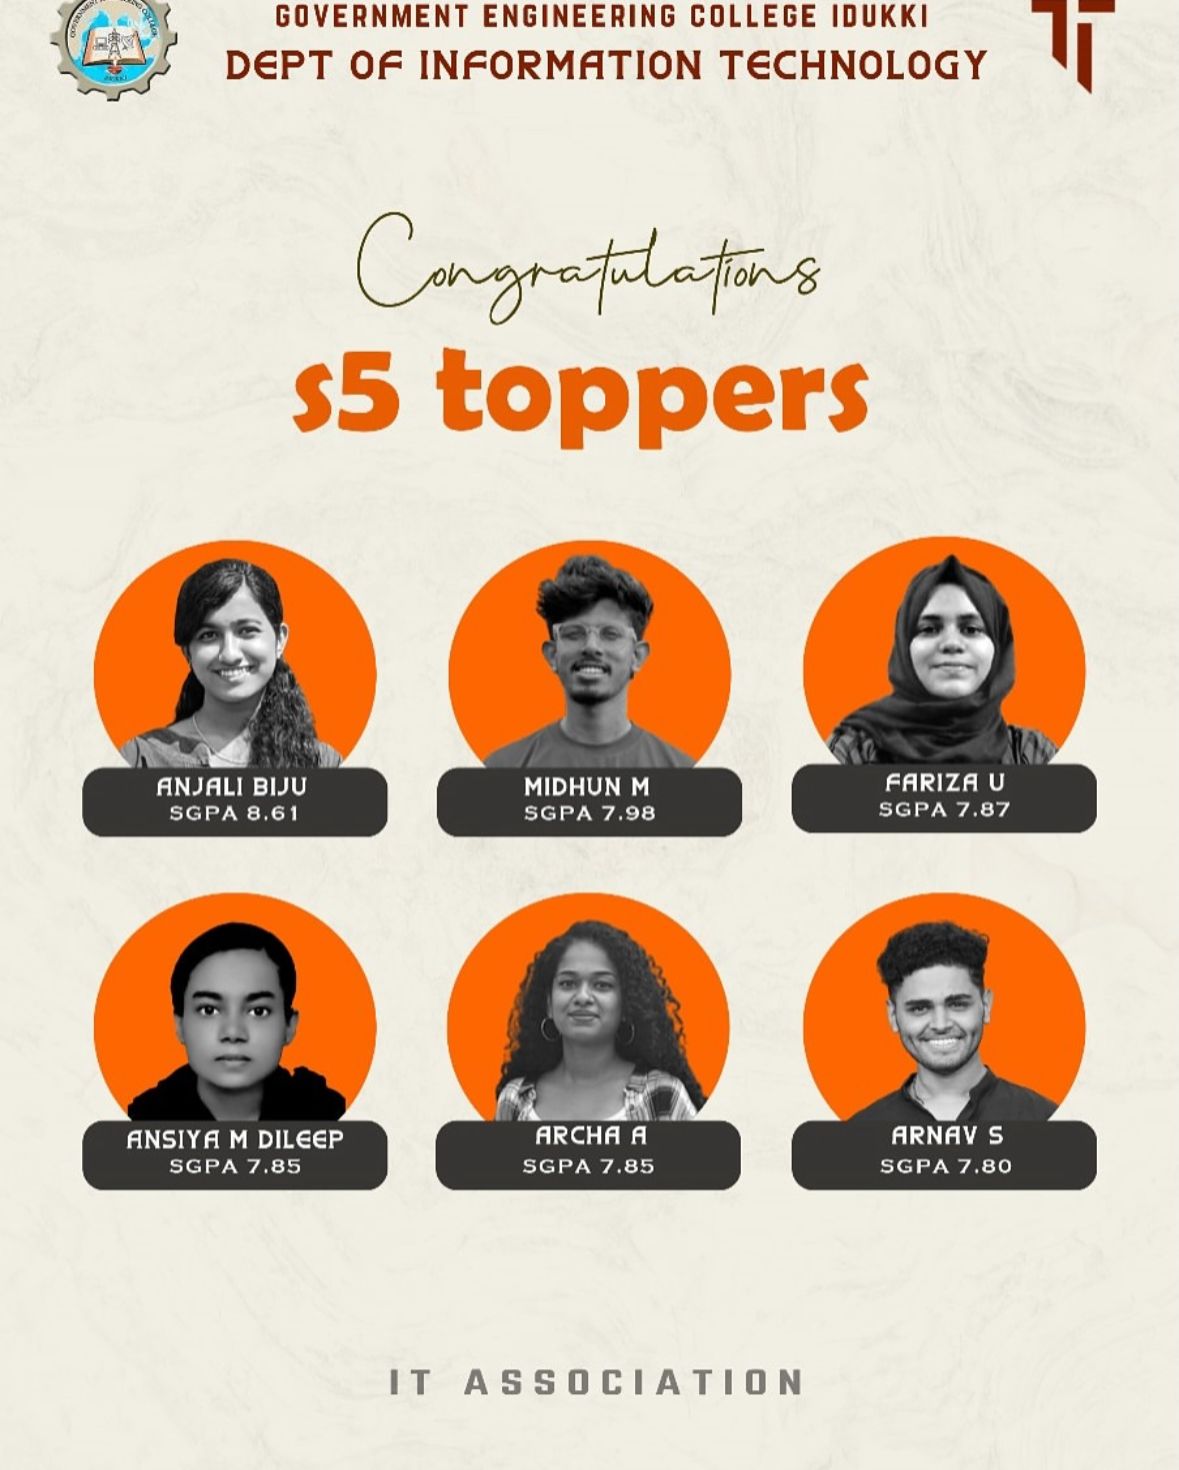 GOVERNMENT ENGINEERING COLLEGE IDUKKI
DEPT OF INFORMATION TECHNOLOGY
Congratulations
s5 toppers
ANJALI BIJU
SGPA 8.61
MIDHUN M
SGPA 7.98
FARIZA U
SGPA 7.87
ANSIYA M DILEEP
SGPA 7.85
ARCHA A
SGPA 7.85
ARNAV S
SGPA 7.80
IT ASSOCIATION